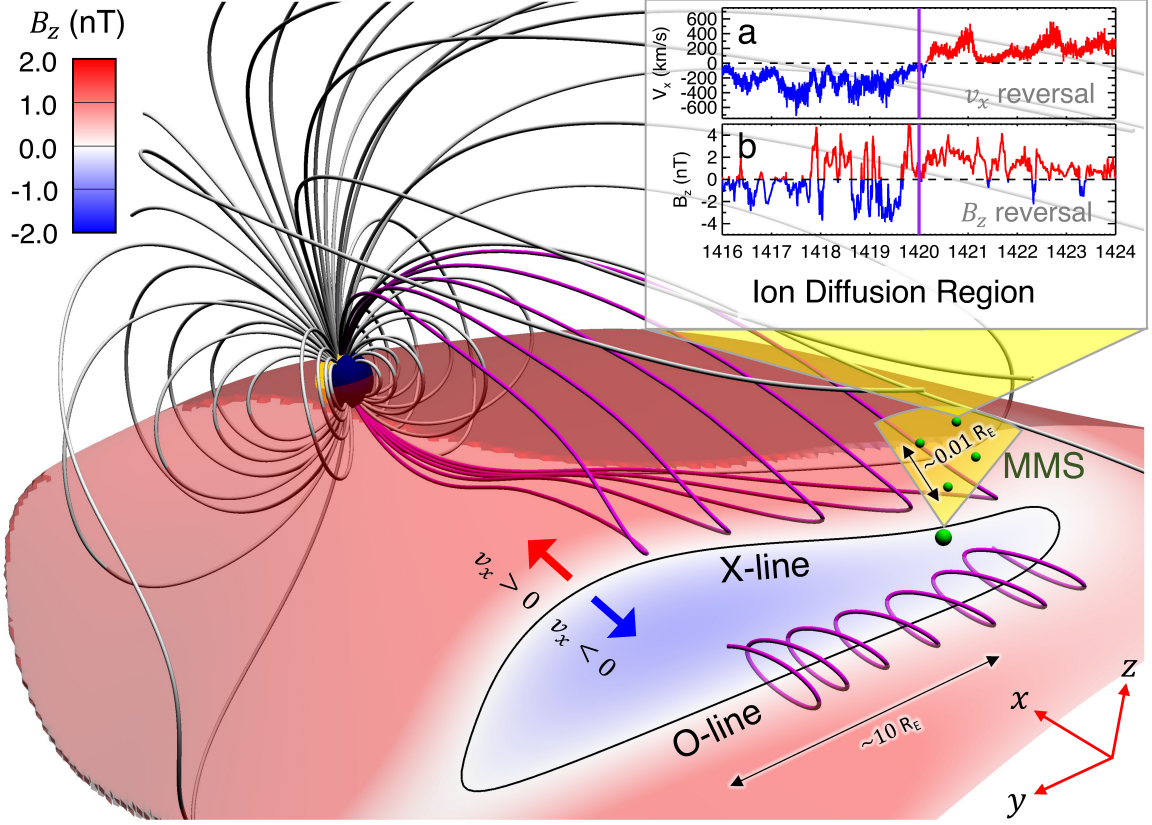 B_z (nT)
2.0
1.0
0.0
-1.0
-2.0
a
V_x (km/s)
600
400
200
0
-200
-400
-600
v_x reversal
b
B_z (nT)
4
2
0
-2
-4
B_z reversal
1416 1417 1418 1419 1420 1421 1422 1423 1424
Ion Diffusion Region
~0.01 R_E
MMS
X-line
v_x > 0
v_x < 0
O-line
~10 R_E
x
y
z